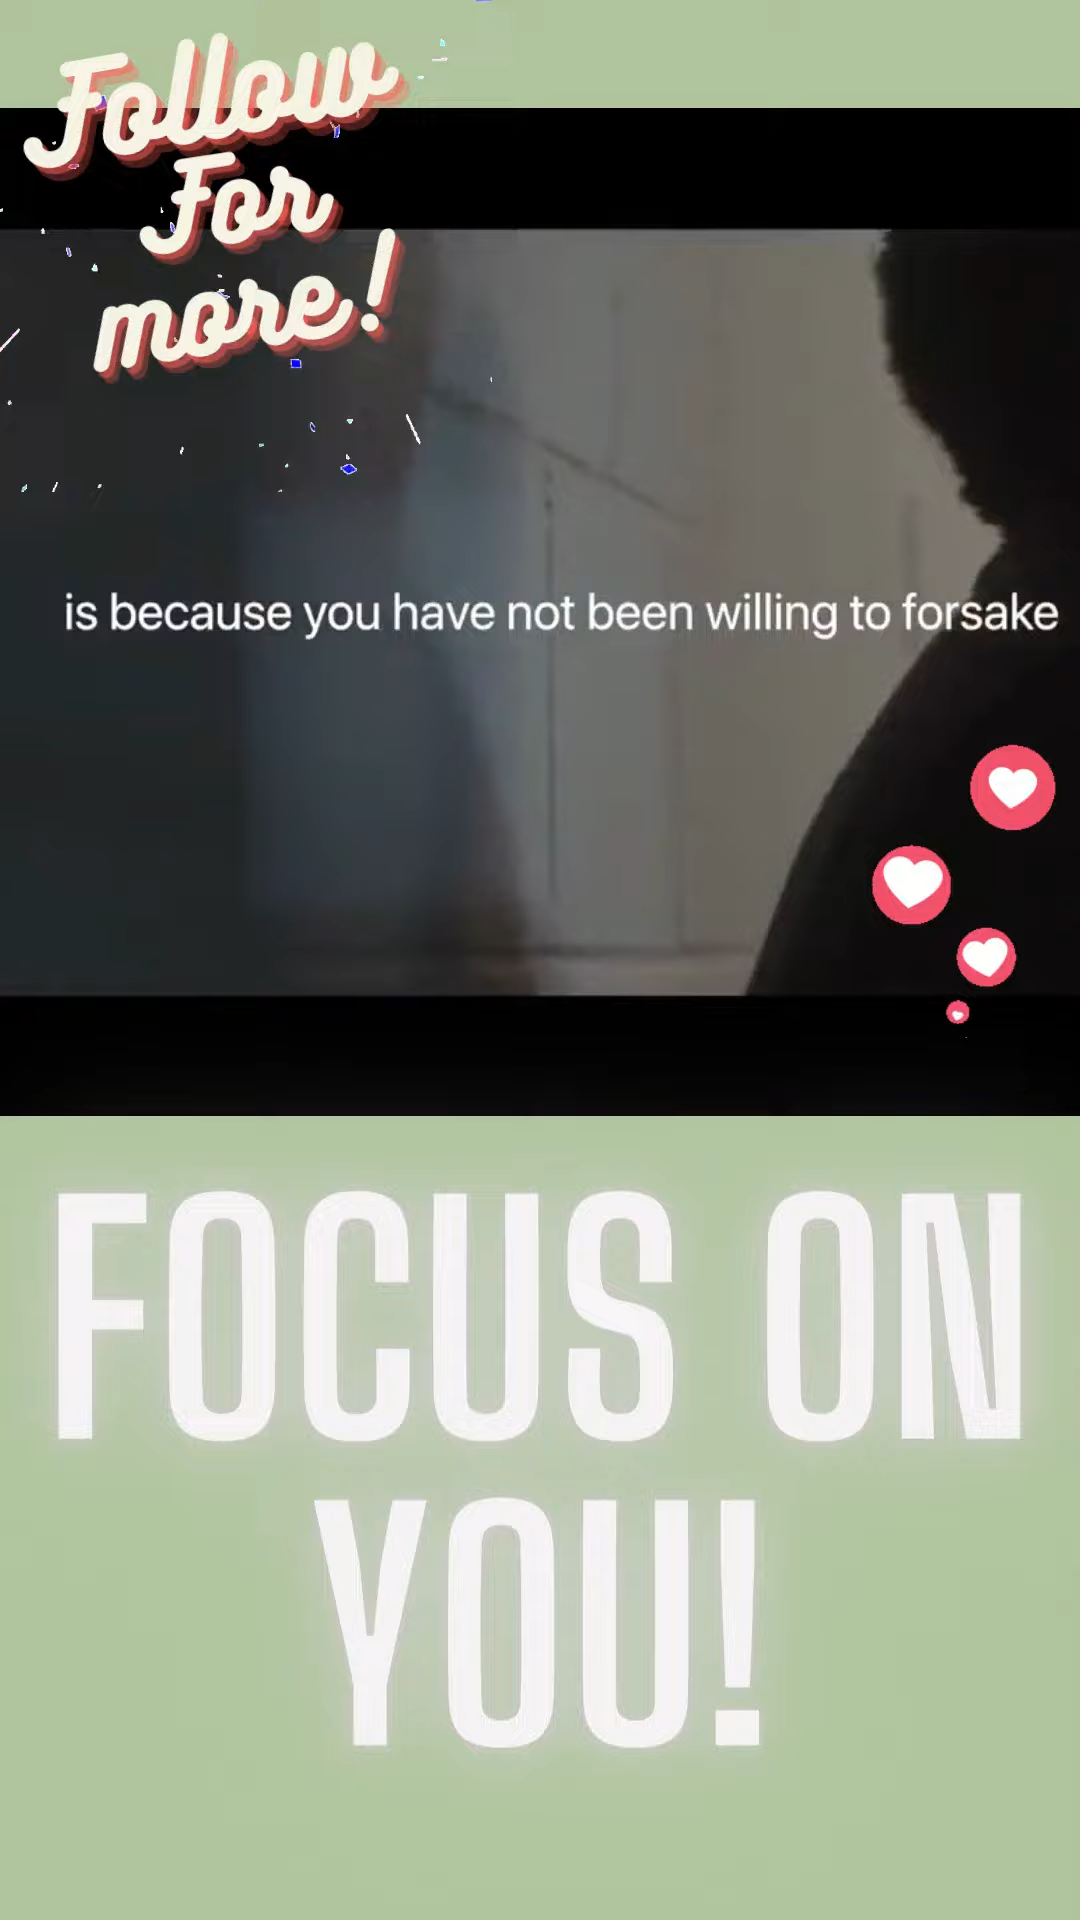 Follow
For
more!
is because you have not been willing to forsake
FOCUS ON
YOU!